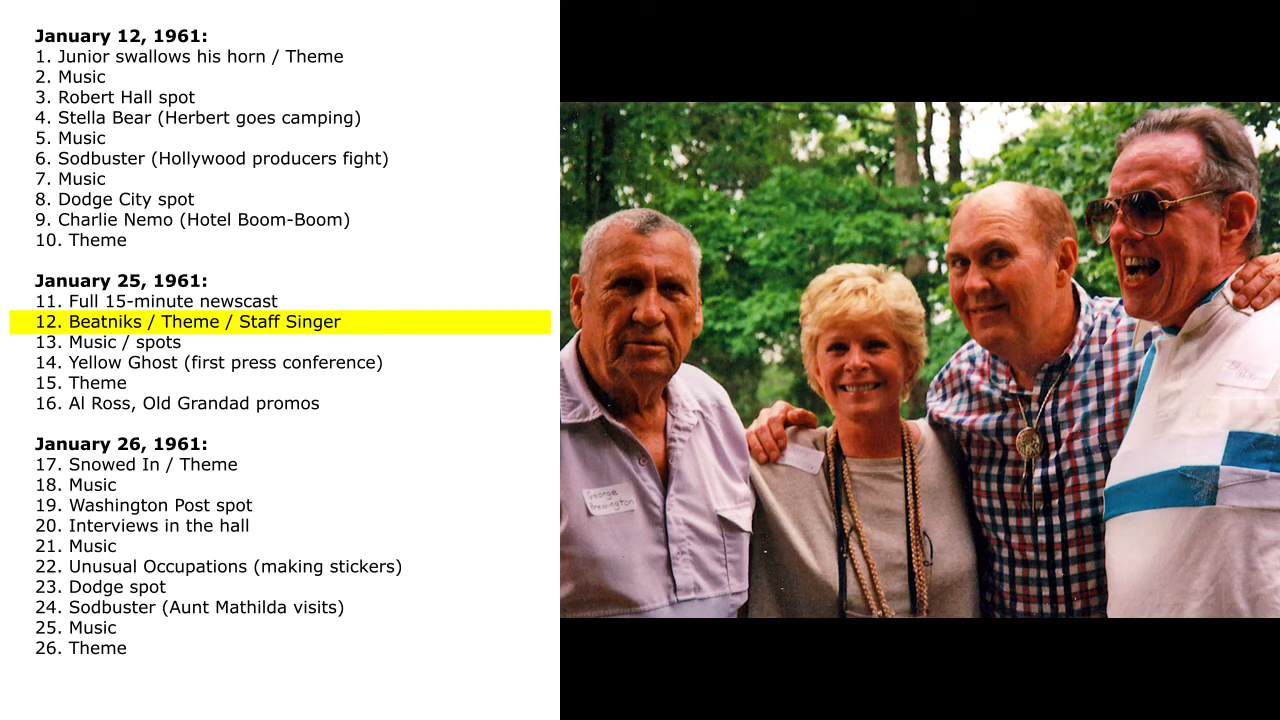 January 12, 1961:
1. Junior swallows his horn / Theme
2. Music
3. Robert Hall spot
4. Stella Bear (Herbert goes camping)
5. Music
6. Sodbuster (Hollywood producers fight)
7. Music
8. Dodge City spot
9. Charlie Nemo (Hotel Boom-Boom)
10. Theme
January 25, 1961:
11. Full 15-minute newscast
12. Beatniks / Theme / Staff Singer
13. Music / spots
14. Yellow Ghost (first press conference)
15. Theme
16. Al Ross, Old Grandad promos
January 26, 1961:
17. Snowed In / Theme
18. Music
19. Washington Post spot
20. Interviews in the hall
21. Music
22. Unusual Occupations (making stickers)
23. Dodge spot
24. Sodbuster (Aunt Mathilda visits)
25. Music
26. Theme
George
Brewington